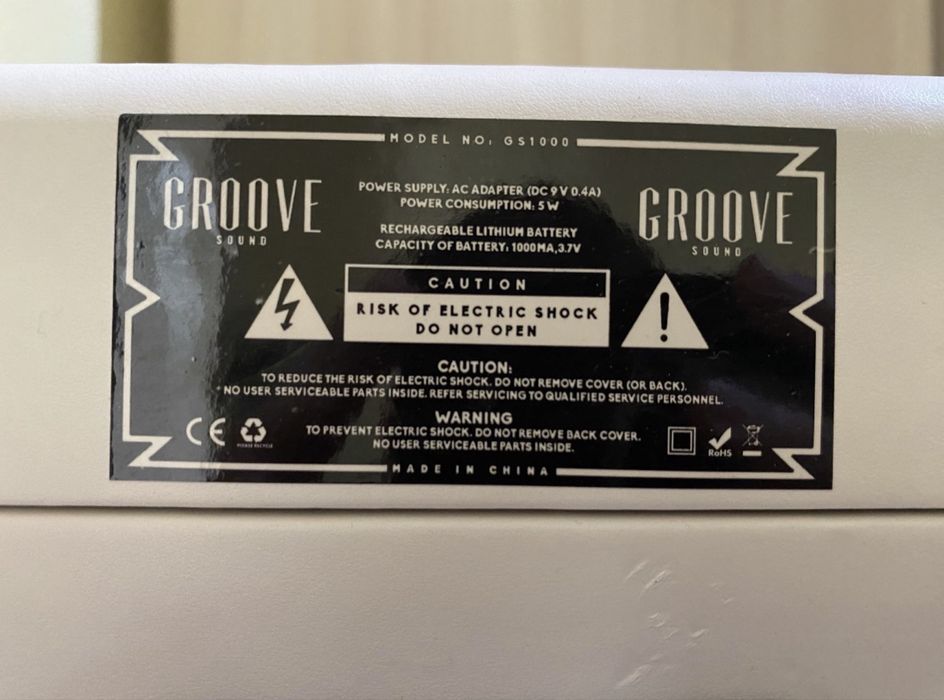 MODEL NO: GS1000
GROOVE
SOUND
POWER SUPPLY: AC ADAPTER (DC 9 V 0.4A)
POWER CONSUMPTION: 5 W
RECHARGEABLE LITHIUM BATTERY
CAPACITY OF BATTERY: 1000MA,3.7V
GROOVE
SOUND
CAUTION
RISK OF ELECTRIC SHOCK
DO NOT OPEN
CAUTION:
TO REDUCE THE RISK OF ELECTRIC SHOCK. DO NOT REMOVE COVER (OR BACK).
NO USER SERVICEABLE PARTS INSIDE. REFER SERVICING TO QUALIFIED SERVICE PERSONNEL.
WARNING
TO PREVENT ELECTRIC SHOCK. DO NOT REMOVE BACK COVER.
NO USER SERVICEABLE PARTS INSIDE.
CE
PLEASE RECYCLE
RoHS
MADE IN CHINA